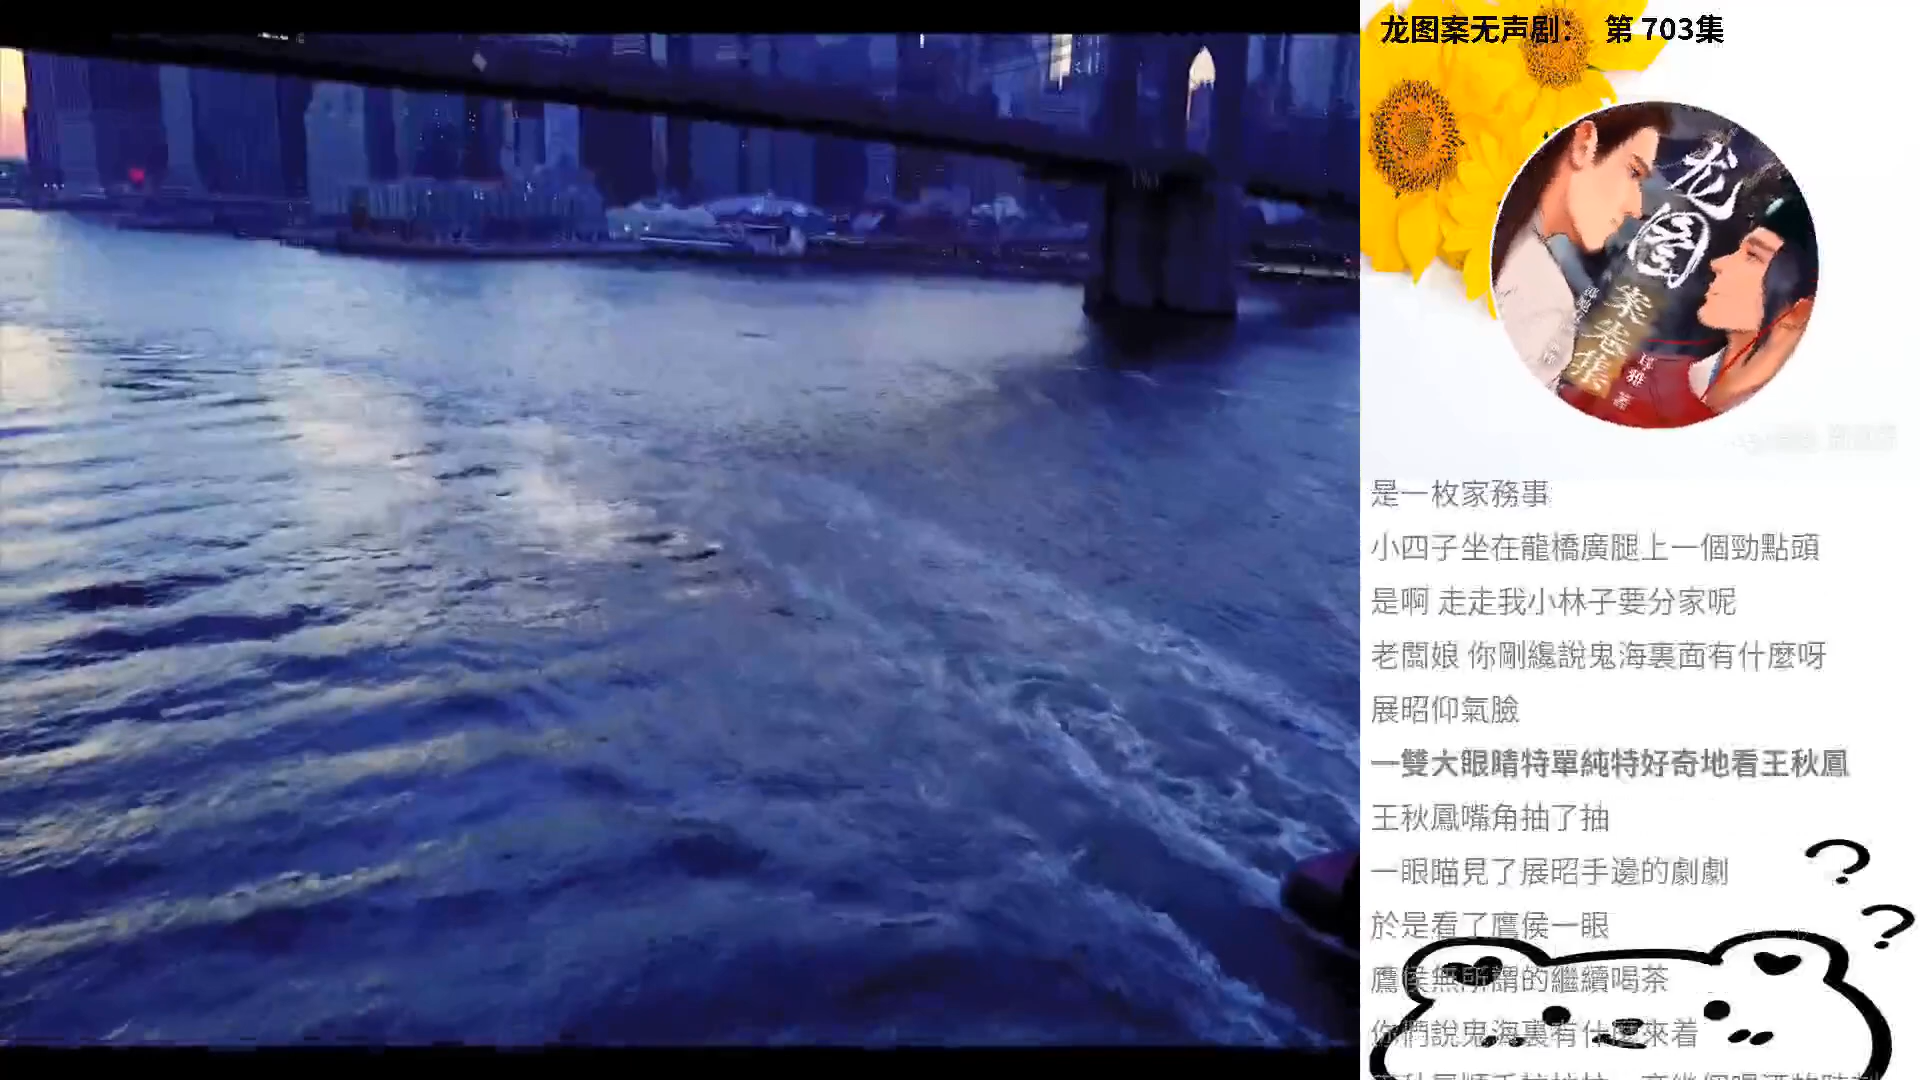 龙图案无声剧： 第 703集
龙
图
案
卷
集
耳
雅
著
是一枚家務事
小四子坐在龍橋廣腿上一個勁點頭
是啊 走走我小林子要分家呢
老闆娘 你剛纔說鬼海裏面有什麼呀
展昭仰氣臉
一雙大眼睛特單純特好奇地看王秋鳳
王秋鳳嘴角抽了抽
一眼瞄見了展昭手邊的劇劇
於是看了鷹侯一眼
鷹侯無所謂的繼續喝茶
你們說鬼海裏有什麼來着